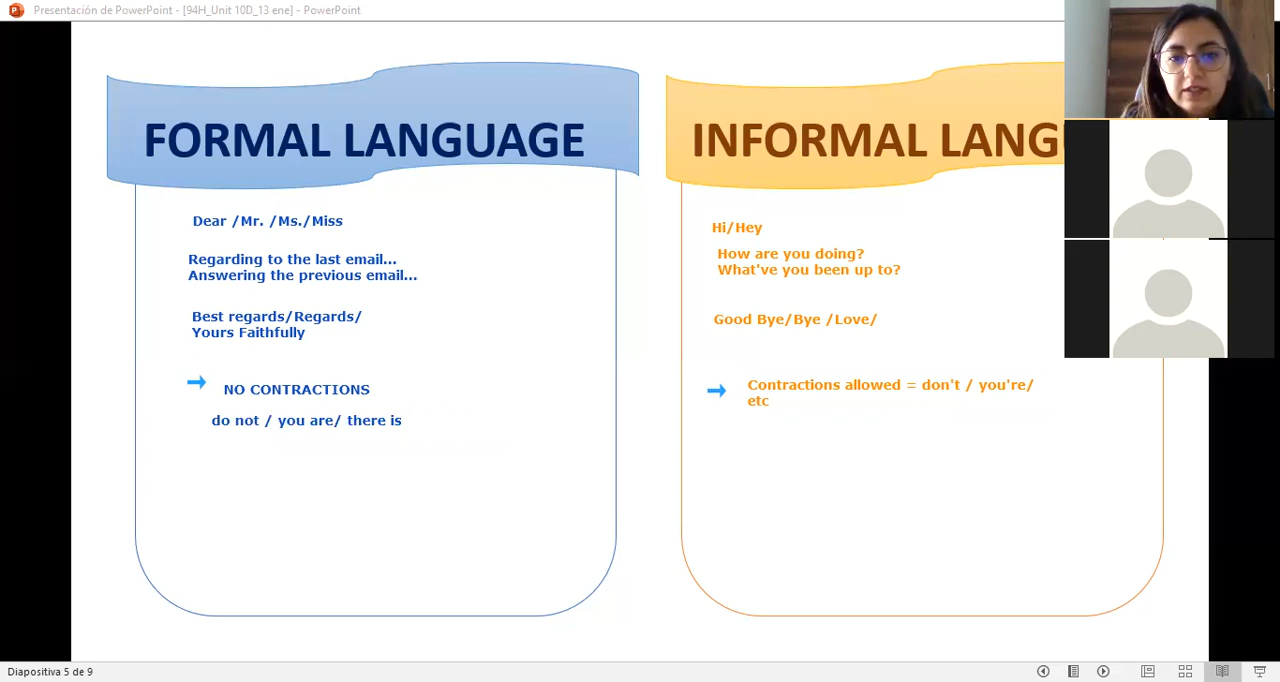 Presentación de PowerPoint - [94H_Unit 10D_13 ene] - PowerPoint
FORMAL LANGUAGE
Dear /Mr. /Ms./Miss
Regarding to the last email...
Answering the previous email...
Best regards/Regards/
Yours Faithfully
NO CONTRACTIONS
do not / you are/ there is
INFORMAL LANG
Hi/Hey
How are you doing?
What've you been up to?
Good Bye/Bye /Love/
Contractions allowed = don't / you're/
etc
Diapositiva 5 de 9